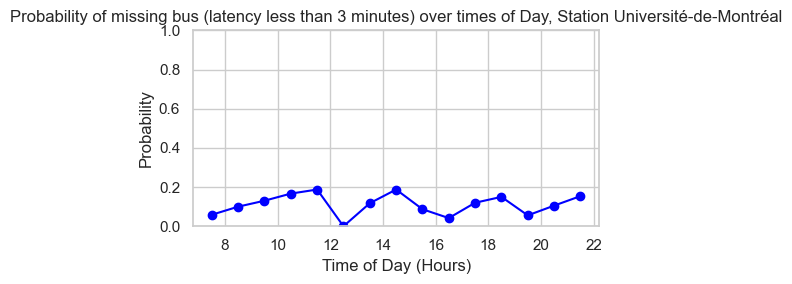 Probability of missing bus (latency less than 3 minutes) over times of Day, Station Université-de-Montréal
1.0
0.8
0.6
0.4
0.2
0.0
Probability
8 10 12 14 16 18 20 22
Time of Day (Hours)